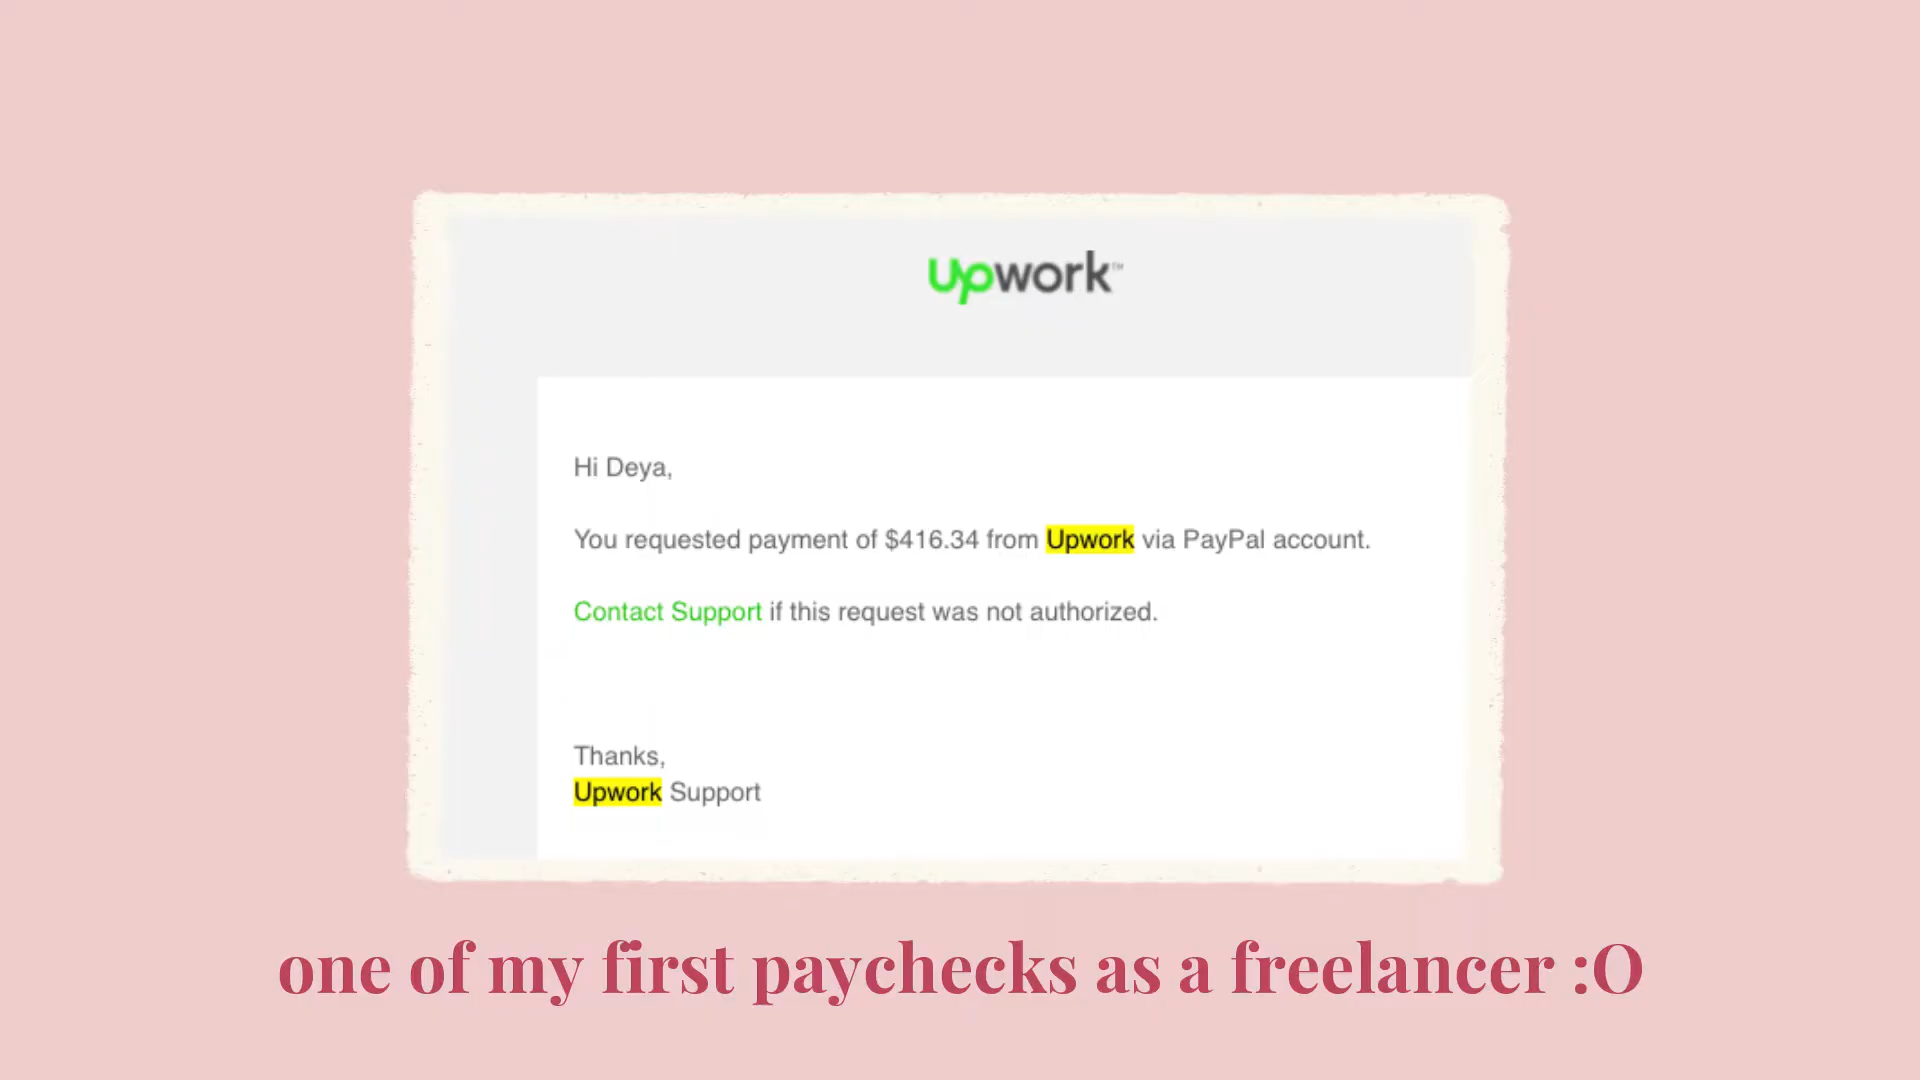 upwork™
Hi Deya,
You requested payment of $416.34 from Upwork via PayPal account.
Contact Support if this request was not authorized.
Thanks,
Upwork Support
one of my first paychecks as a freelancer :O